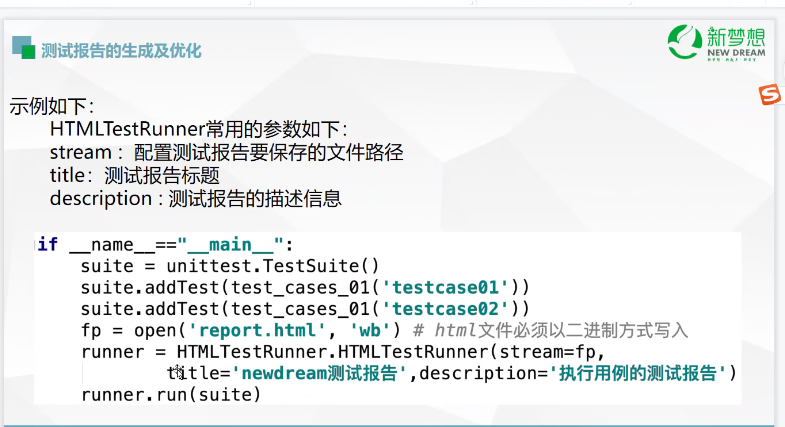 测试报告的生成及优化
新梦想
NEW DREAM
示例如下：
HTMLTestRunner常用的参数如下：
stream： 配置测试报告要保存的文件路径
title：测试报告标题
description : 测试报告的描述信息
if __name__=="__main__":
suite = unittest.TestSuite()
suite.addTest(test_cases_01('testcase01'))
suite.addTest(test_cases_01('testcase02'))
fp = open('report.html', 'wb') # html文件必须以二进制方式写入
runner = HTMLTestRunner.HTMLTestRunner(stream=fp,
title='newdream测试报告',description='执行用例的测试报告')
runner.run(suite)